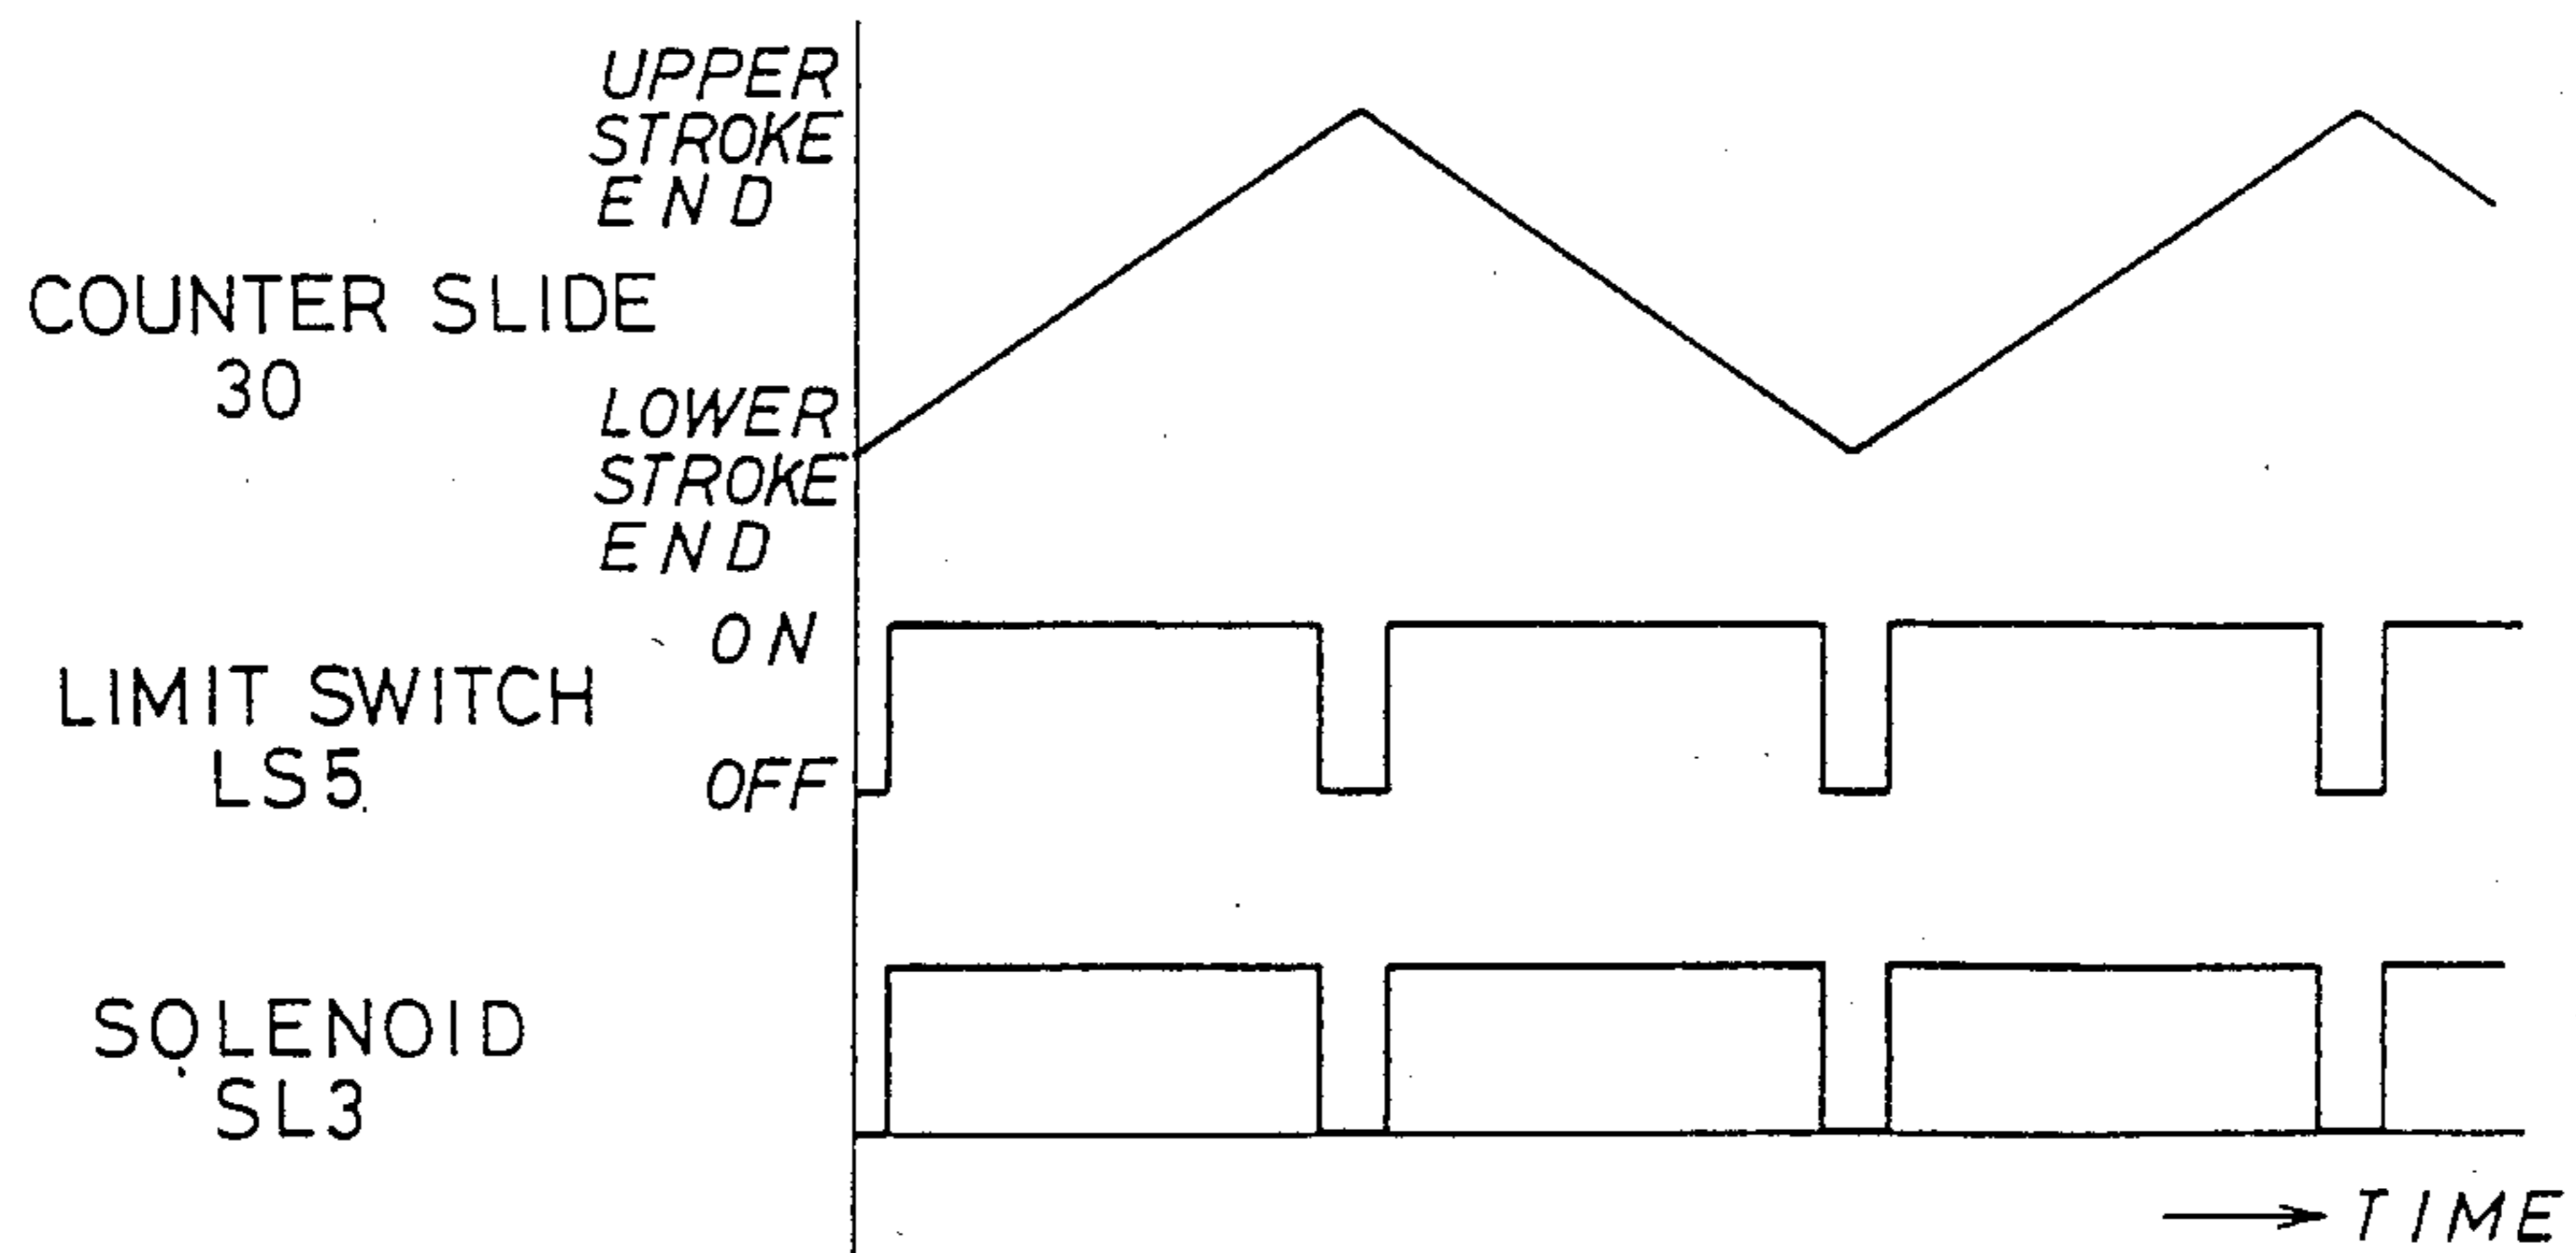 UPPER
STROKE
END
COUNTER SLIDE
30
LOWER
STROKE
END
ON
LIMIT SWITCH
LS5
OFF
SOLENOID
SL3
TIME